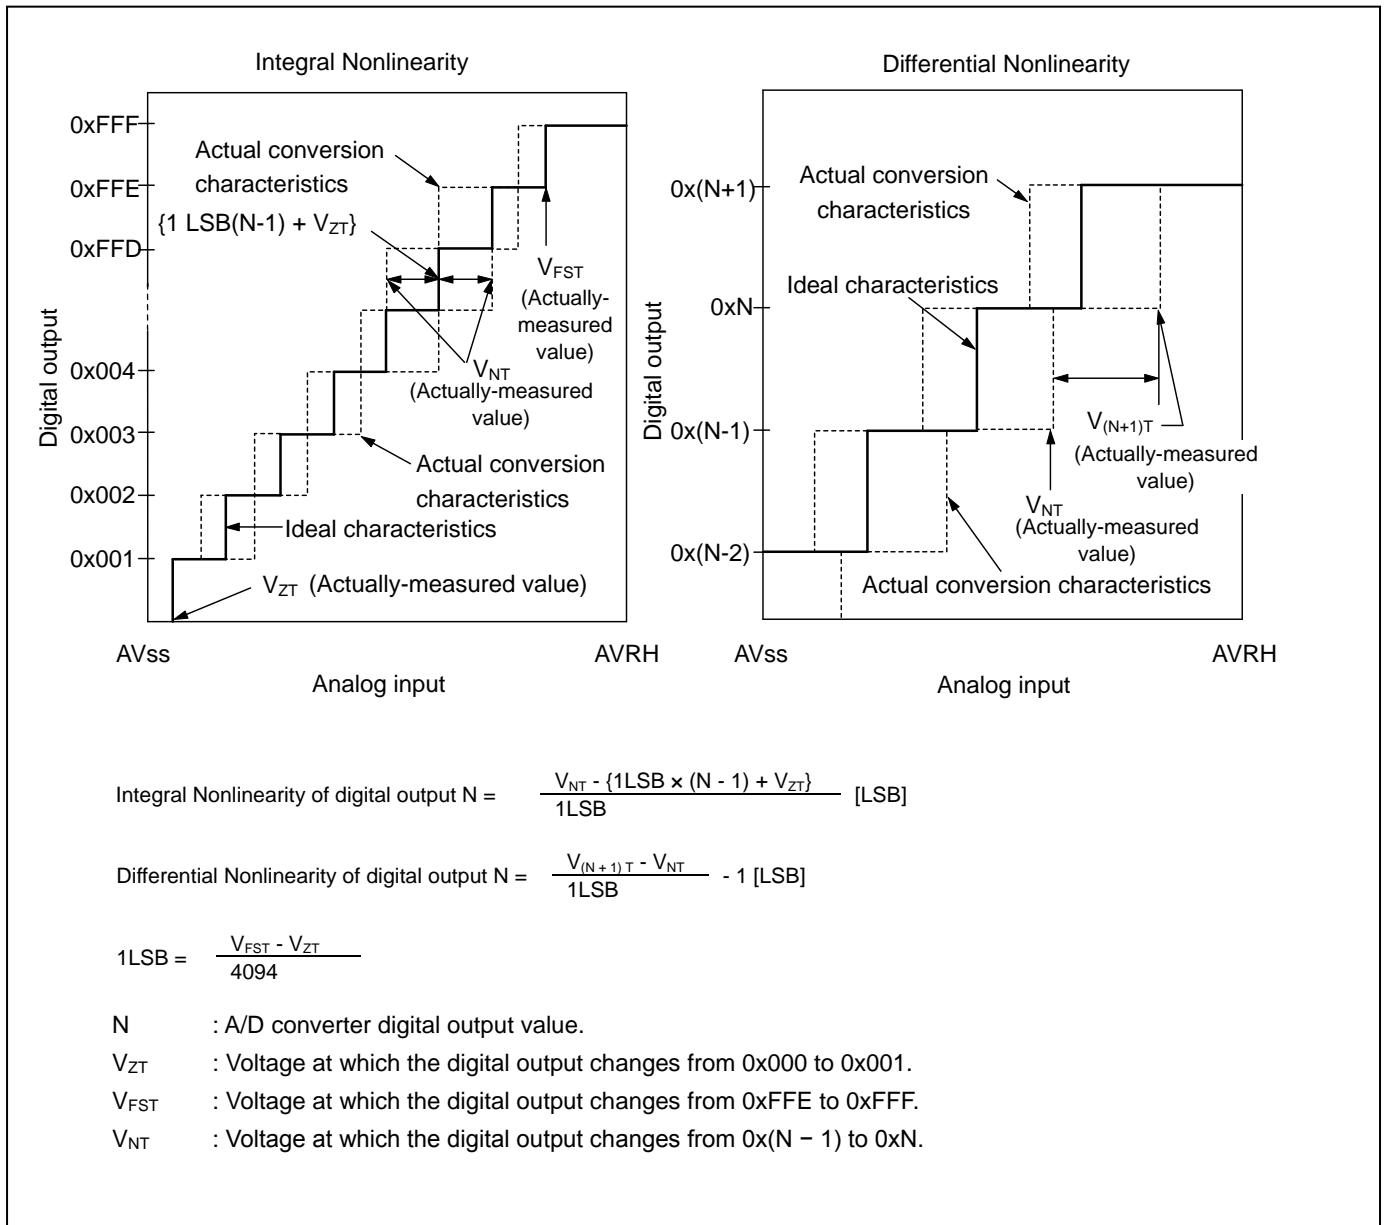 Integral Nonlinearity
0xFFF
0xFFE
0xFFD
0x004
0x003
0x002
0x001
Digital output
Actual conversion
characteristics
{1 LSB(N-1) + VZT}
VFST
(Actually-
measured
value)
VNT
(Actually-measured
value)
Actual conversion
characteristics
Ideal characteristics
VZT (Actually-measured value)
AVss
AVRH
Analog input
Differential Nonlinearity
0x(N+1)
0xN
0x(N-1)
0x(N-2)
Digital output
Actual conversion
characteristics
Ideal characteristics
V(N+1)T
(Actually-measured
value)
VNT
(Actually-measured
value)
Actual conversion characteristics
AVss
AVRH
Analog input
Integral Nonlinearity of digital output N =
VNT - {1LSB × (N - 1) + VZT}
1LSB
[LSB]
Differential Nonlinearity of digital output N =
V(N + 1) T - VNT
1LSB
- 1 [LSB]
1LSB =
VFST - VZT
4094
N : A/D converter digital output value.
VZT : Voltage at which the digital output changes from 0x000 to 0x001.
VFST : Voltage at which the digital output changes from 0xFFE to 0xFFF.
VNT : Voltage at which the digital output changes from 0x(N − 1) to 0xN.